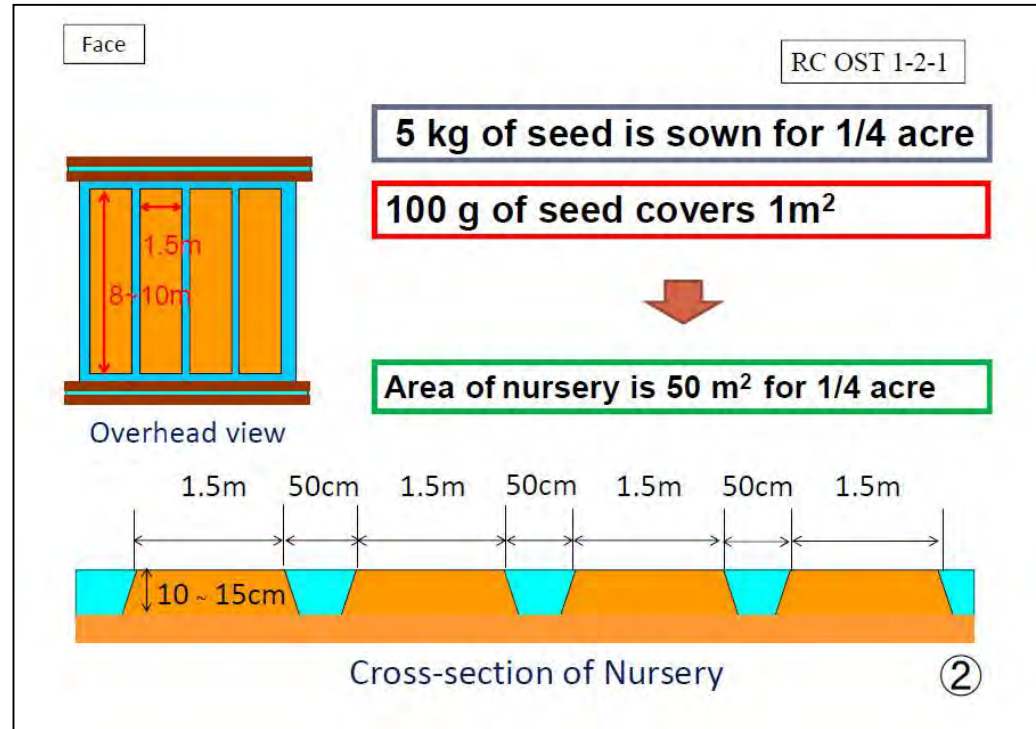 Face
RC OST 1-2-1
5 kg of seed is sown for 1/4 acre
100 g of seed covers 1m²
1.5m
8~10m
Area of nursery is 50 m² for 1/4 acre
Overhead view
1.5m 50cm 1.5m 50cm 1.5m 50cm 1.5m
10 ~ 15cm
Cross-section of Nursery
②